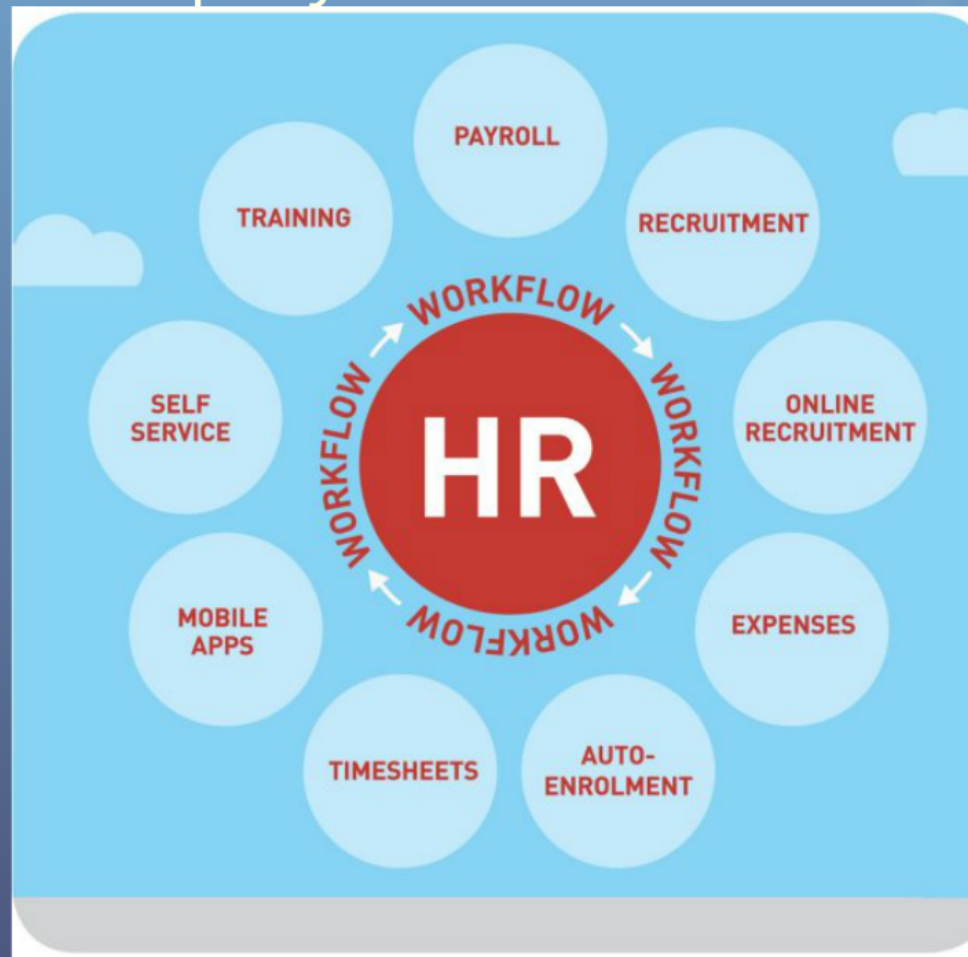 PAYROLL
TRAINING
RECRUITMENT
WORKFLOW
WORKFLOW
WORKFLOW
WORKFLOW
HR
SELF
SERVICE
ONLINE
RECRUITMENT
MOBILE
APPS
EXPENSES
TIMESHEETS
AUTO-
ENROLMENT